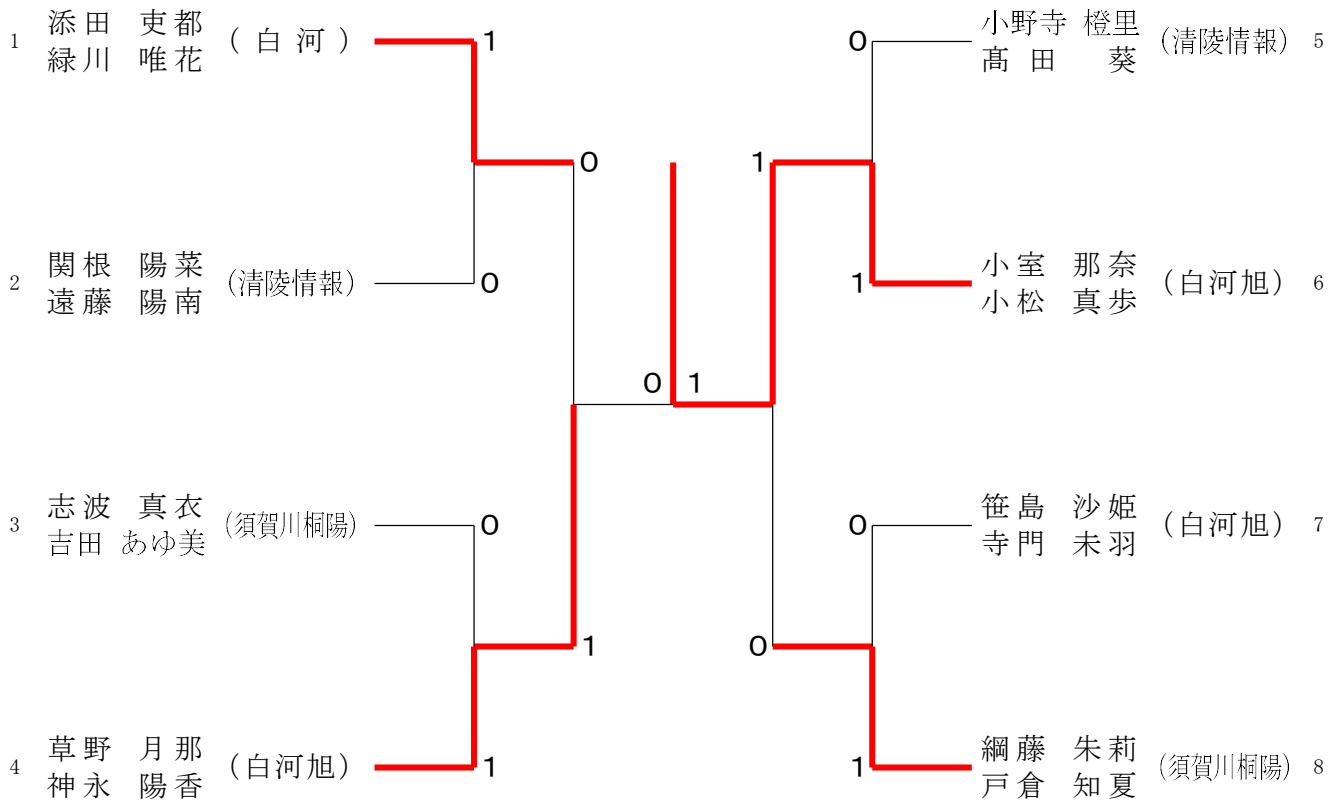 1 添田 吏都 (白河) 1
緑川 唯花
0
2 関根 陽菜 (清陵情報) 0
遠藤 陽南
3 志波 真衣 (須賀川桐陽) 0
吉田 あゆ美
1
4 草野 月那 (白河旭) 1
神永 陽香
0 1
0 小野寺 橙里 (清陵情報) 5
髙田 葵
1
1 小室 那奈 (白河旭) 6
小松 真歩
0 笹島 沙姫 (白河旭) 7
寺門 未羽
0
1 綱藤 朱莉 (須賀川桐陽) 8
戸倉 知夏